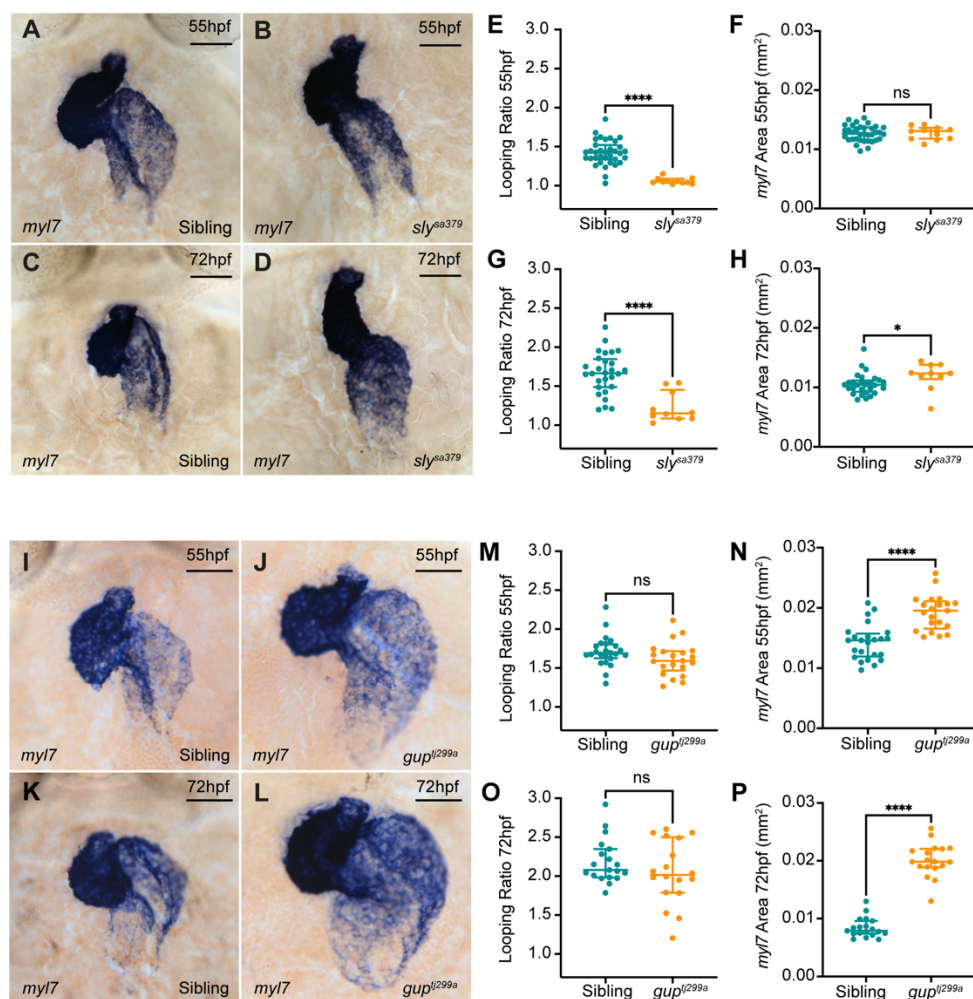 A
55hpf
myl7
Sibling
B
55hpf
sly^sa379
C
72hpf
myl7
Sibling
D
72hpf
myl7
sly^sa379
E
Looping Ratio 55hpf
3.0
2.5
2.0
1.5
1.0
****
Sibling
sly^sa379
F
myl7 Area 55hpf (mm²)
0.03
0.02
0.01
0.00
ns
Sibling
sly^sa379
G
Looping Ratio 72hpf
3.0
2.5
2.0
1.5
1.0
****
Sibling
sly^sa379
H
myl7 Area 72hpf (mm²)
0.03
0.02
0.01
0.00
*
Sibling
sly^sa379
I
55hpf
myl7
Sibling
J
55hpf
myl7
gup^tj299a
K
72hpf
myl7
Sibling
L
72hpf
myl7
gup^tj299a
M
Looping Ratio 55hpf
3.0
2.5
2.0
1.5
1.0
ns
Sibling
gup^tj299a
N
myl7 Area 55hpf (mm²)
0.03
0.02
0.01
0.00
****
Sibling
gup^tj299a
O
Looping Ratio 72hpf
3.0
2.5
2.0
1.5
1.0
ns
Sibling
gup^tj299a
P
myl7 Area 72hpf (mm²)
0.03
0.02
0.01
0.00
****
Sibling
gup^tj299a